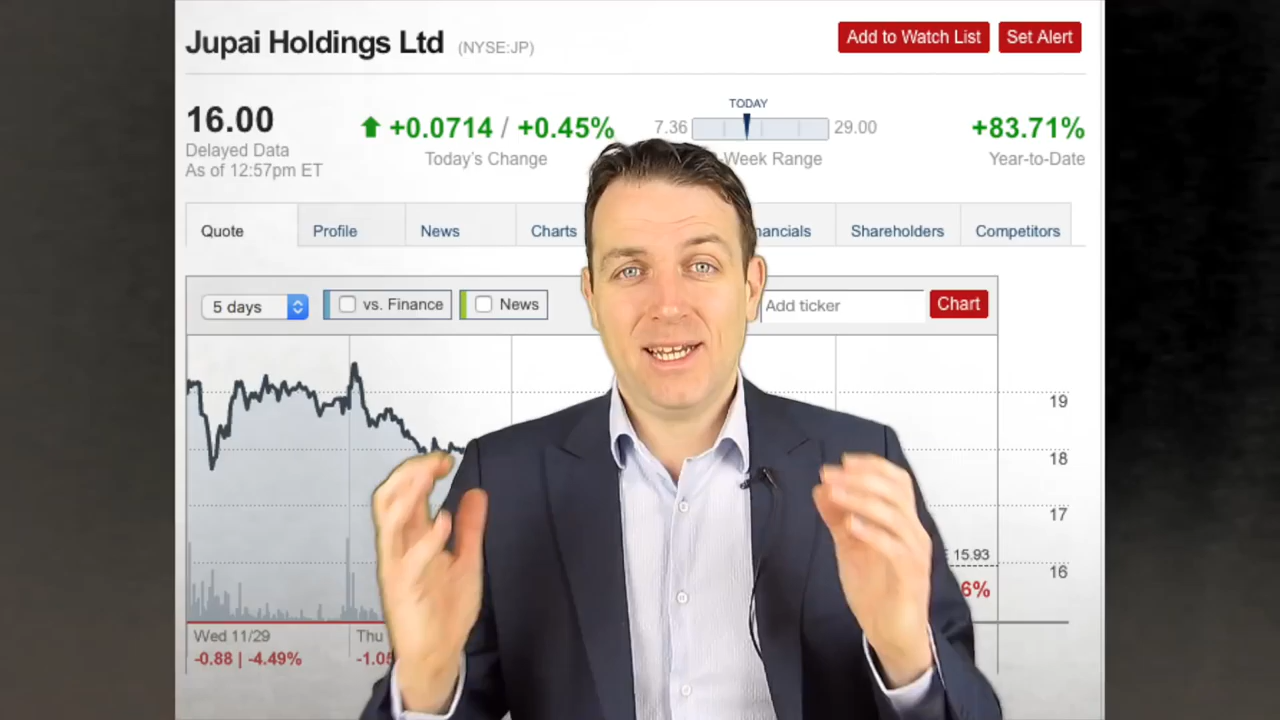 Jupai Holdings Ltd (NYSE:JP)
Add to Watch List Set Alert
TODAY
16.00 +0.0714 / +0.45% 7.36 29.00 +83.71%
Delayed Data Today's Change Week Range Year-to-Date
As of 12:57pm ET
Quote Profile News Charts Shareholders Competitors
5 days vs. Finance News Add ticker Chart
19
18
17
15.93
16
6%
Wed 11/29 Thu
-0.88 | -4.49%